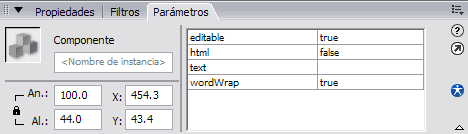 Propiedades Filtros Parámetros
Componente
<Nombre de instancia>
An.: 100.0 X: 454.3
Al.: 44.0 Y: 43.4
editable true
html false
text
wordWrap true